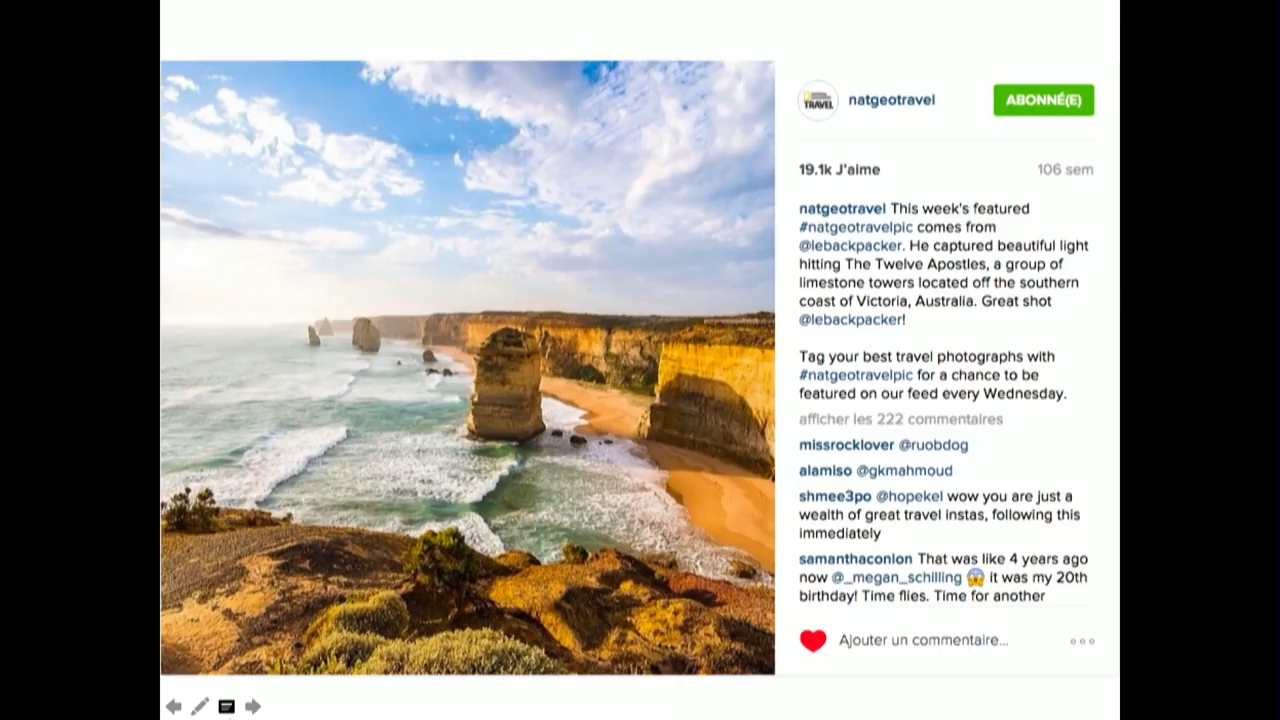 TRAVEL
natgeotravel
ABONNÉ(E)
19.1k J'aime
106 sem
natgeotravel This week's featured
#natgeotravelpic comes from
@lebackpacker. He captured beautiful light
hitting The Twelve Apostles, a group of
limestone towers located off the southern
coast of Victoria, Australia. Great shot
@lebackpacker!
Tag your best travel photographs with
#natgeotravelpic for a chance to be
featured on our feed every Wednesday.
afficher les 222 commentaires
missrocklover @ruobdog
alamiso @gkmahmoud
shmee3po @hopekel wow you are just a
wealth of great travel instas, following this
immediately
samanthaconlon That was like 4 years ago
now @_megan_schilling 😱 it was my 20th
birthday! Time flies. Time for another
Ajouter un commentaire...